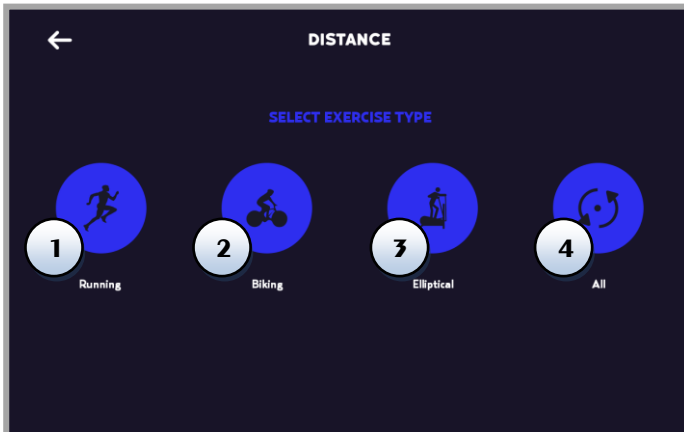 DISTANCE
SELECT EXERCISE TYPE
1 2 3 4
Running Biking Elliptical All